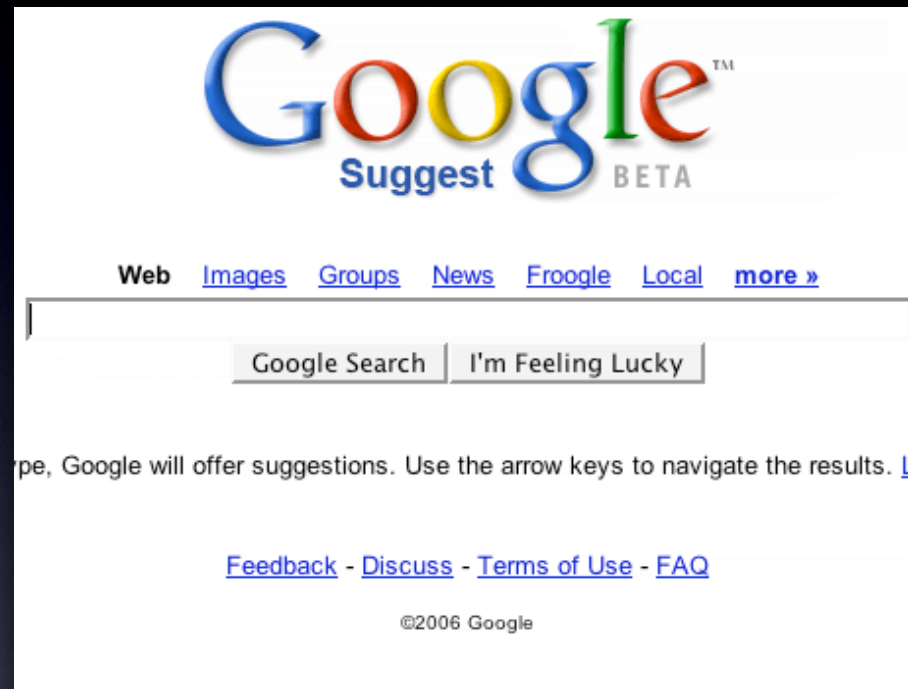 Google™
Suggest BETA
Web Images Groups News Froogle Local more »
Google Search I'm Feeling Lucky
pe, Google will offer suggestions. Use the arrow keys to navigate the results.
Feedback - Discuss - Terms of Use - FAQ
©2006 Google